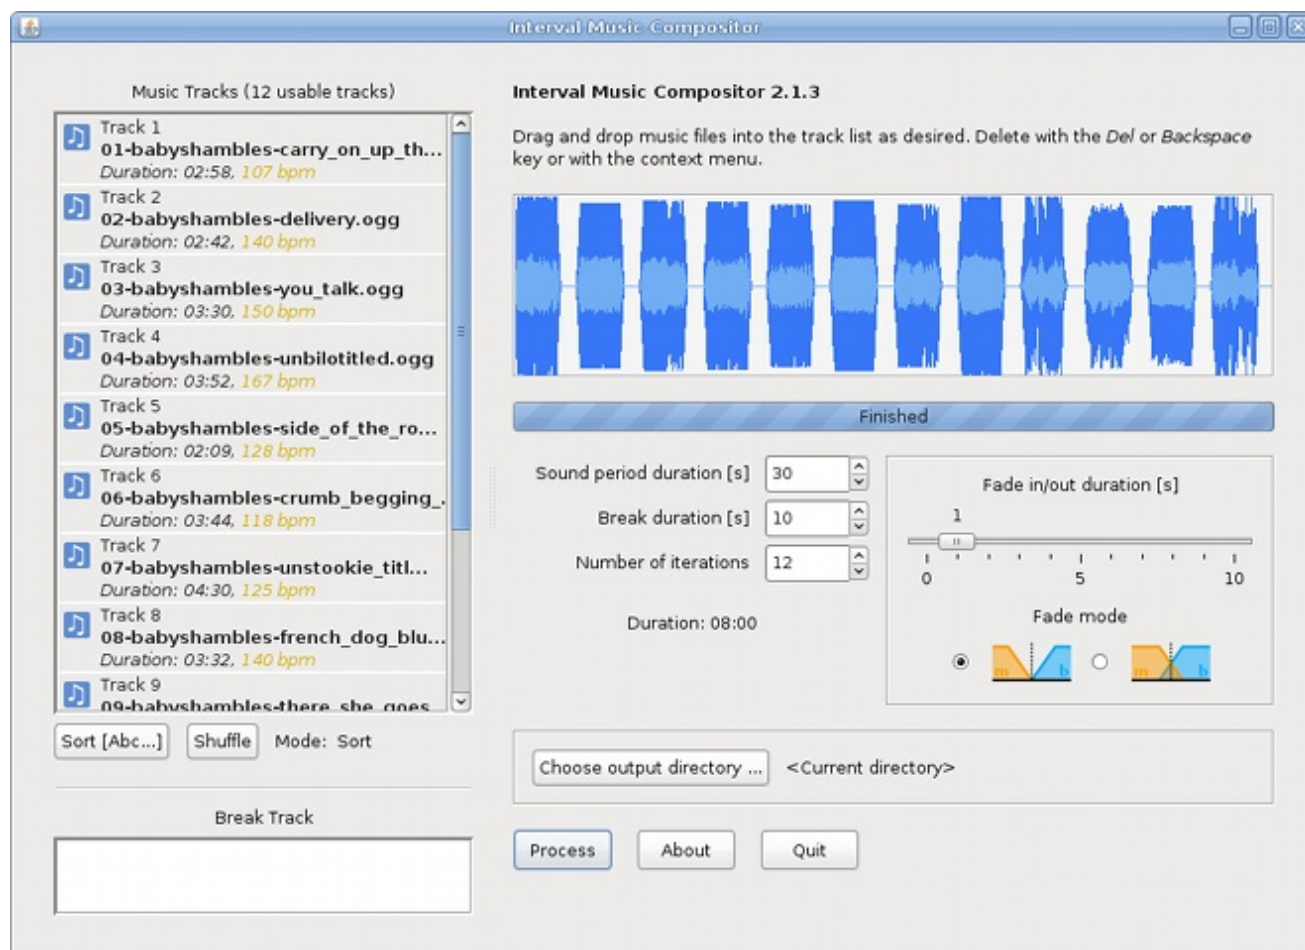 Interval Music Compositor
Music Tracks (12 usable tracks)
Track 1
01-babyshambles-carry_on_up_th...
Duration: 02:58, 107 bpm
Track 2
02-babyshambles-delivery.ogg
Duration: 02:42, 140 bpm
Track 3
03-babyshambles-you_talk.ogg
Duration: 03:30, 150 bpm
Track 4
04-babyshambles-unbilotitled.ogg
Duration: 03:52, 167 bpm
Track 5
05-babyshambles-side_of_the_ro...
Duration: 02:09, 128 bpm
Track 6
06-babyshambles-crumb_begging_.
Duration: 03:44, 118 bpm
Track 7
07-babyshambles-unstookie_titl...
Duration: 04:30, 125 bpm
Track 8
08-babyshambles-french_dog_blu...
Duration: 03:32, 140 bpm
Track 9
09-babyshambles-there_she_goes
Sort [Abc...] Shuffle Mode: Sort
Break Track
Interval Music Compositor 2.1.3
Drag and drop music files into the track list as desired. Delete with the Del or Backspace
key or with the context menu.
Finished
Sound period duration [s] 30
Break duration [s] 10
Number of iterations 12
Duration: 08:00
Fade in/out duration [s]
1
0 5 10
Fade mode
m b m b
Choose output directory ... <Current directory>
Process About Quit